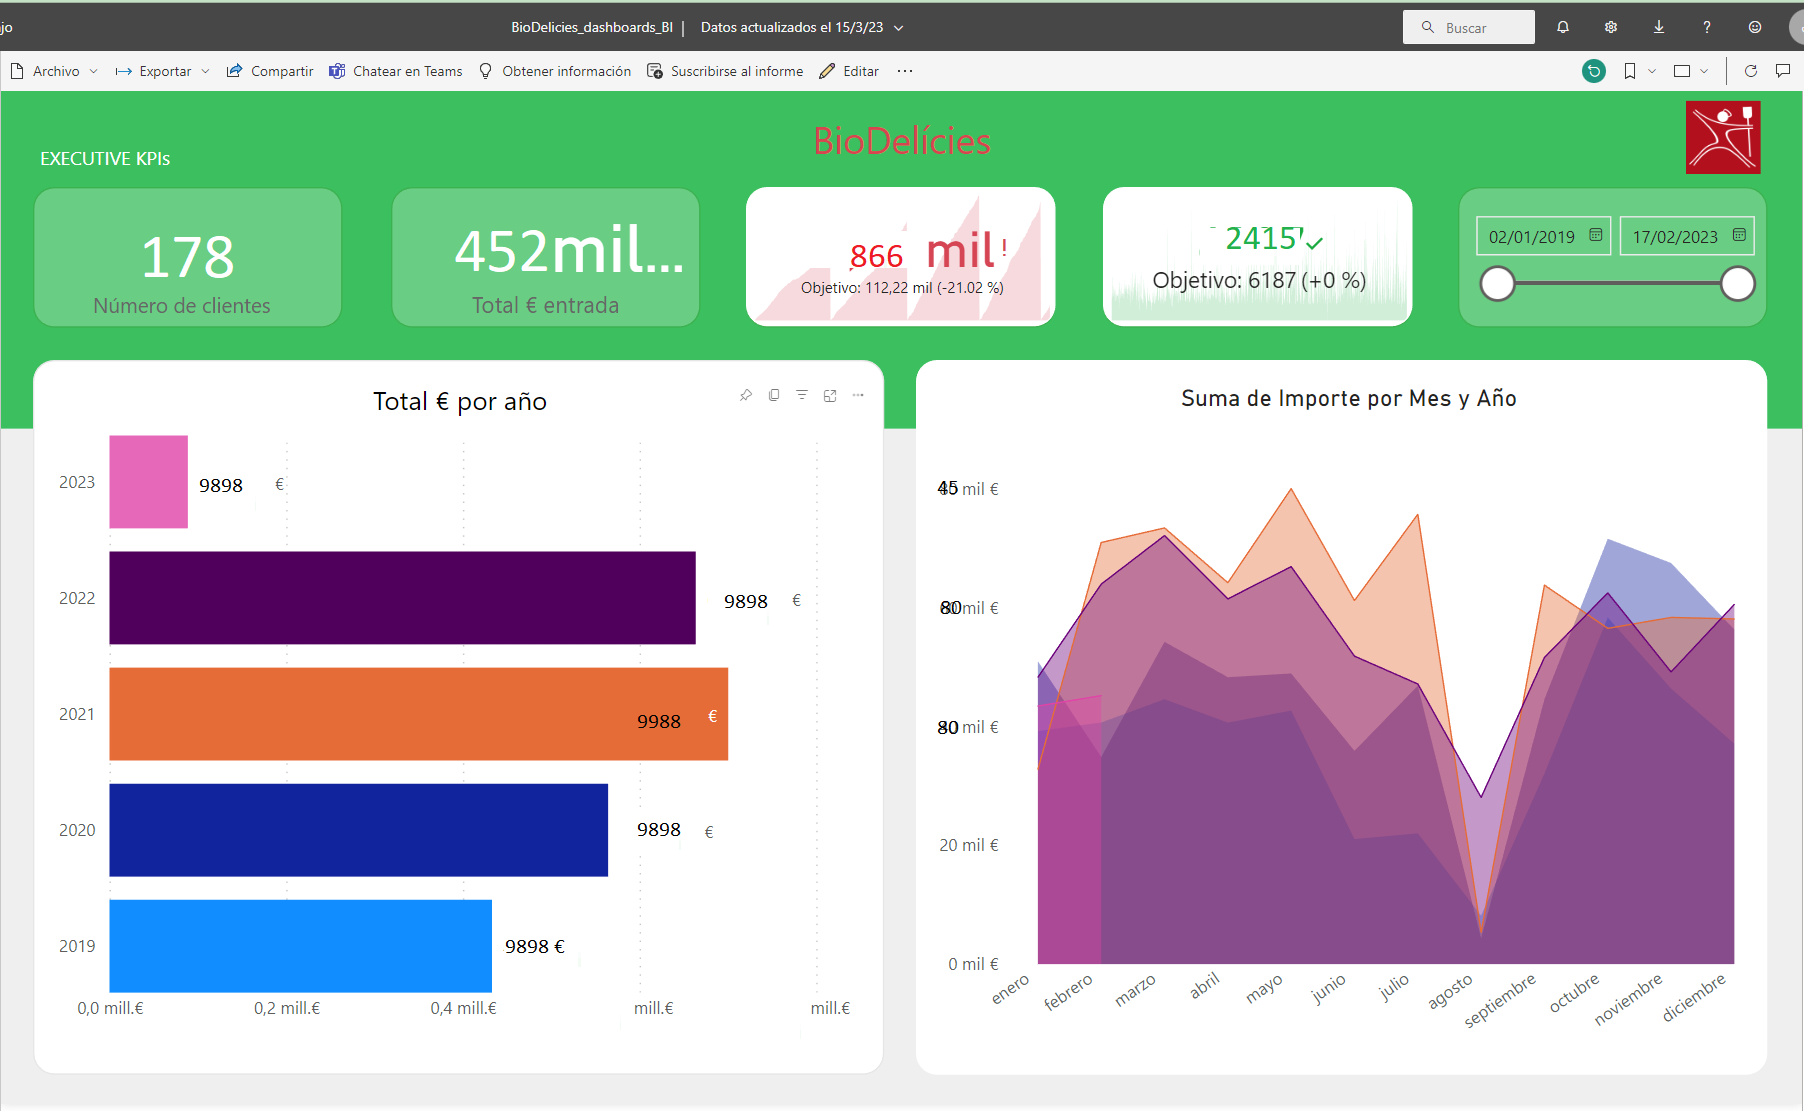 jo
BioDelicies_dashboards_BI | Datos actualizados el 15/3/23
Buscar
Archivo Exportar Compartir Chatear en Teams Obtener información Suscribirse al informe Editar ...
BioDelícies
EXECUTIVE KPIs
178
Número de clientes
452mil...
Total € entrada
866 mil!
Objetivo: 112,22 mil (-21.02 %)
2415
Objetivo: 6187 (+0 %)
02/01/2019 17/02/2023
Total € por año
2023 9898 €
2022 9898 €
2021 9988 €
2020 9898 €
2019 9898 €
0,0 mill.€ 0,2 mill.€ 0,4 mill.€ mill.€ mill.€
Suma de Importe por Mes y Año
45 mil €
80 mil €
80 mil €
20 mil €
0 mil €
enero febrero marzo abril mayo junio julio agosto septiembre octubre noviembre diciembre